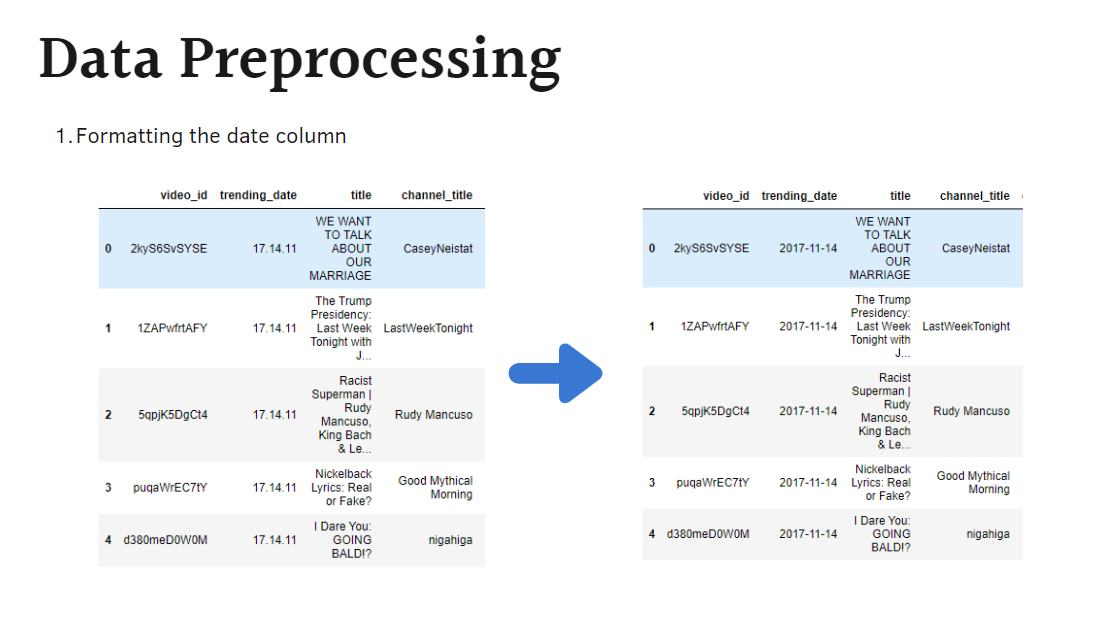 Data Preprocessing
1. Formatting the date column
video_id trending_date title channel_title
0 2kyS6SvSYSE 17.14.11 WE WANT
TO TALK
ABOUT
OUR
MARRIAGE CaseyNeistat
1 1ZAPwfrtAFY 17.14.11 The Trump
Presidency:
Last Week
Tonight with
J... LastWeekTonight
2 5qpjK5DgCt4 17.14.11 Racist
Superman |
Rudy
Mancuso,
King Bach
& Le... Rudy Mancuso
3 puqaWrEC7tY 17.14.11 Nickelback
Lyrics: Real
or Fake? Good Mythical
Morning
4 d380meD0W0M 17.14.11 I Dare You:
GOING
BALD!? nigahiga
video_id trending_date title channel_title
0 2kyS6SvSYSE 2017-11-14 WE WANT
TO TALK
ABOUT
OUR
MARRIAGE CaseyNeistat
1 1ZAPwfrtAFY 2017-11-14 The Trump
Presidency:
Last Week
Tonight with
J... LastWeekTonight
2 5qpjK5DgCt4 2017-11-14 Racist
Superman |
Rudy
Mancuso,
King Bach
& Le... Rudy Mancuso
3 puqaWrEC7tY 2017-11-14 Nickelback
Lyrics: Real
or Fake? Good Mythical
Morning
4 d380meD0W0M 2017-11-14 I Dare You:
GOING
BALD!? nigahiga